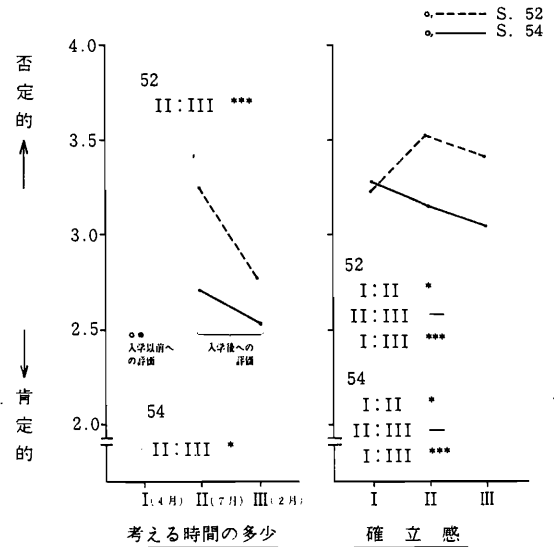 S. 52
S. 54
否定的
肯定的
4.0
3.5
3.0
2.5
2.0
52
II:III ***
入学以前への評価
入学後への評価
54
II:III *
I(4月) II(7月) III(2月)
考える時間の多少
52
I:II *
II:III —
I:III ***
54
I:II *
II:III —
I:III ***
I II III
確立感